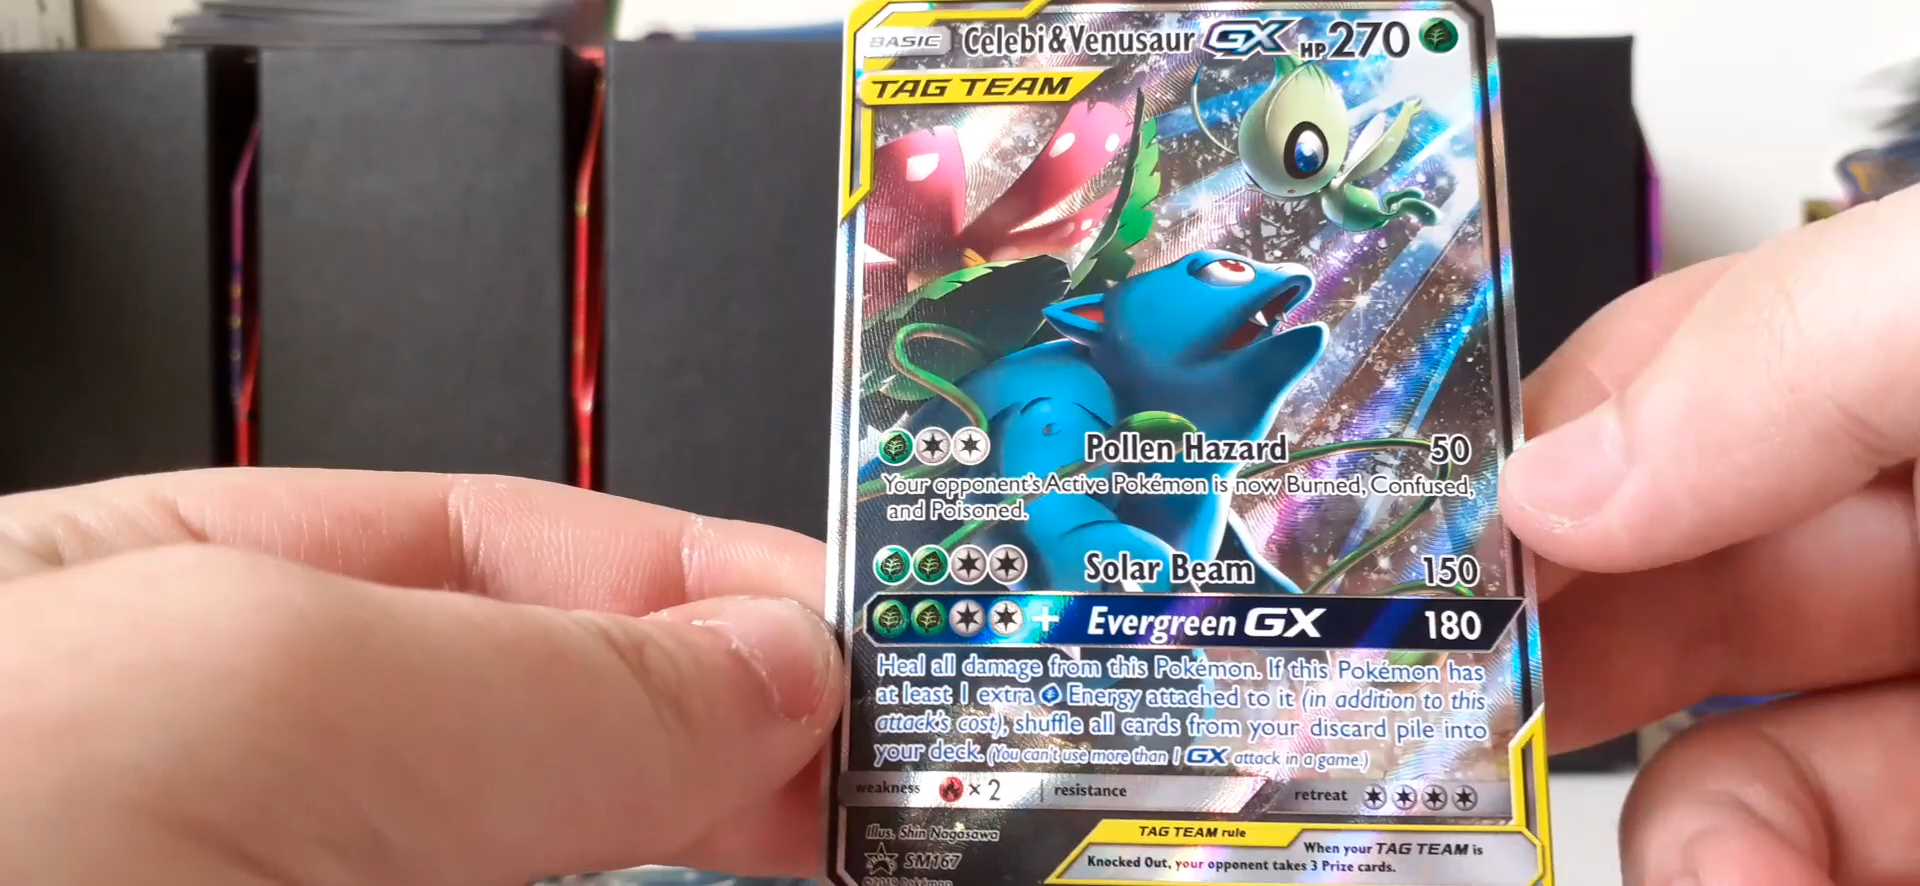 BASIC Celebi&Venusaur GX HP270
TAG TEAM
Pollen Hazard 50
Your opponent's Active Pokémon is now Burned, Confused,
and Poisoned.
Solar Beam 150
+ Evergreen GX 180
Heal all damage from this Pokémon. If this Pokémon has
at least 1 extra Energy attached to it (in addition to this
attack's cost), shuffle all cards from your discard pile into
your deck. (You can't use more than 1 GX attack in a game.)
weakness ×2 resistance retreat
Illus. Shin Nagasawa
SM167
©2019 Pokémon
TAG TEAM rule
When your TAG TEAM is
Knocked Out, your opponent takes 3 Prize cards.